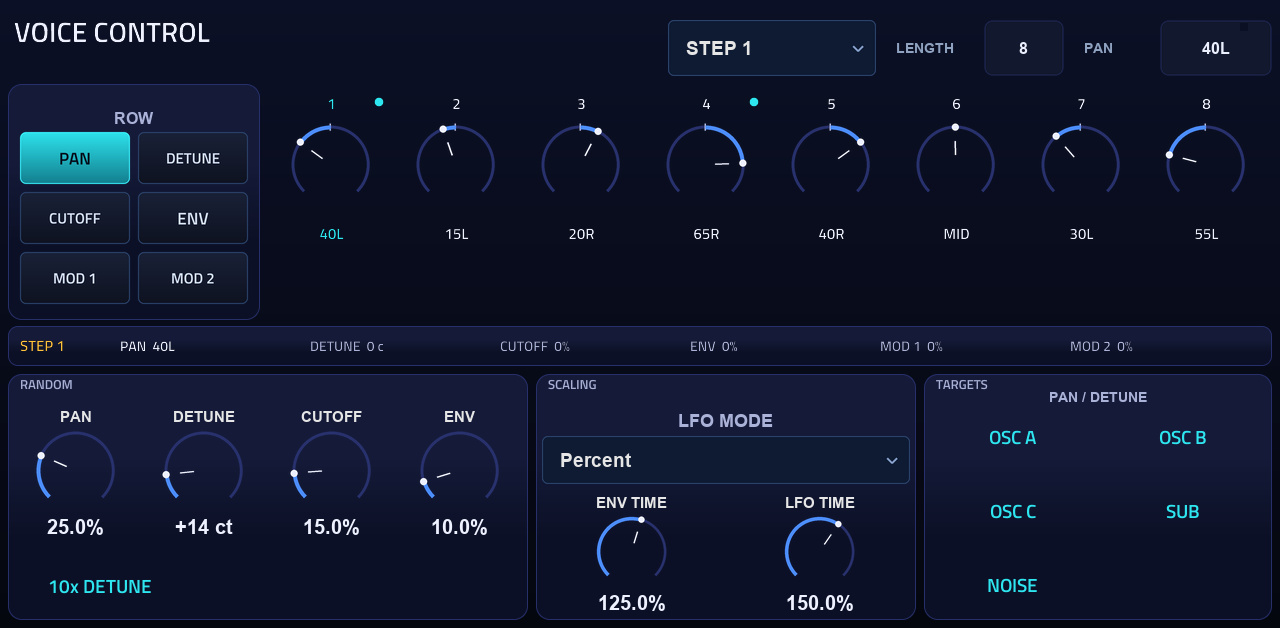 VOICE CONTROL
STEP 1
LENGTH
8
PAN
40L
ROW
PAN
DETUNE
CUTOFF
ENV
MOD 1
MOD 2
1
2
3
4
5
6
7
8
40L
15L
20R
65R
40R
MID
30L
55L
STEP 1
PAN 40L
DETUNE 0 c
CUTOFF 0%
ENV 0%
MOD 1 0%
MOD 2 0%
RANDOM
PAN
DETUNE
CUTOFF
ENV
25.0%
+14 ct
15.0%
10.0%
10x DETUNE
SCALING
LFO MODE
Percent
ENV TIME
LFO TIME
125.0%
150.0%
TARGETS
PAN / DETUNE
OSC A
OSC B
OSC C
SUB
NOISE